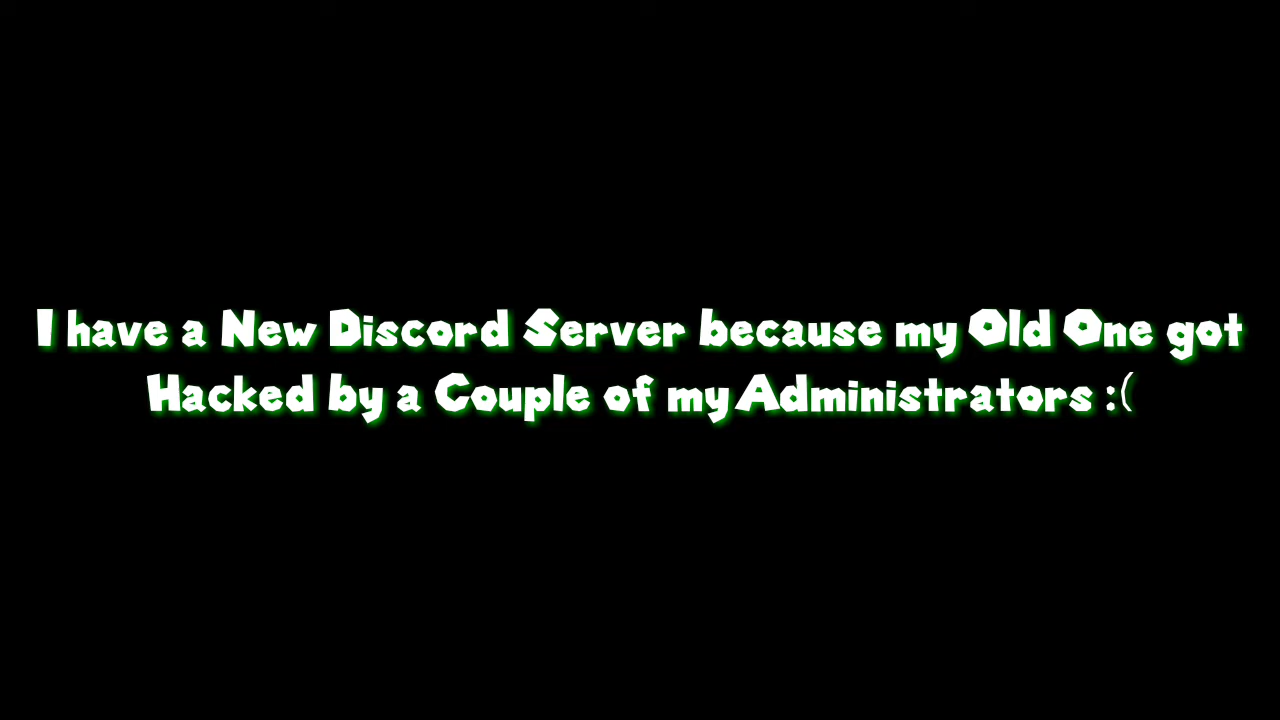 I have a New Discord Server because my Old One got
Hacked by a Couple of my Administrators :(